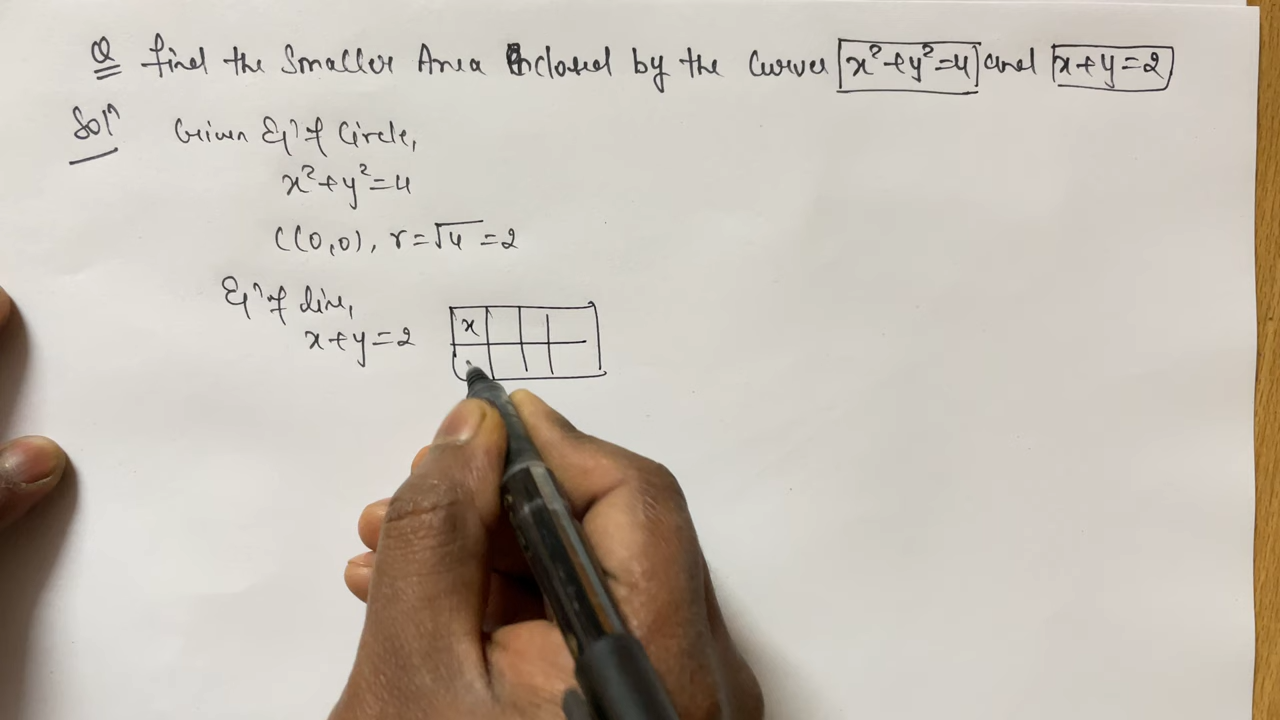 Q Find the Smaller Area Enclosed by the Curves x²+y²=4 and x+y=2
Solⁿ Given Eqⁿ of Circle,
x²+y²=4
C(0,0), r=√4=2
Eqⁿ of line,
x+y=2
x